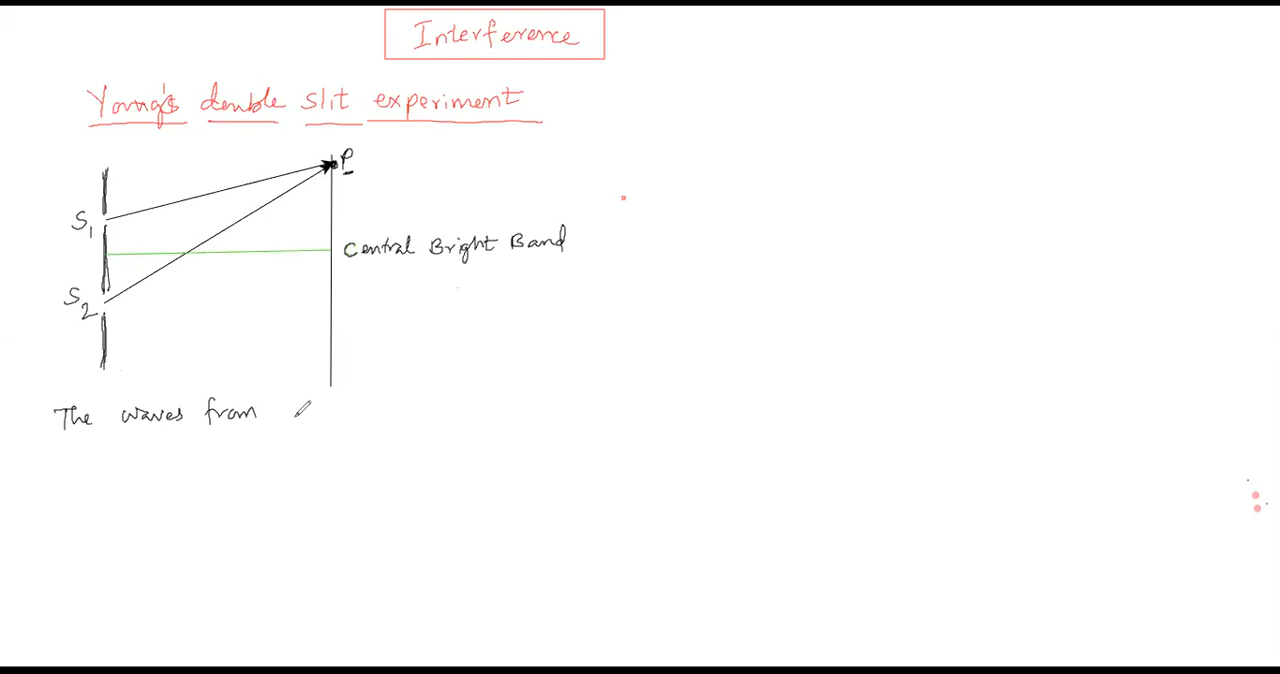 Interference
Young's double slit experiment
P
S1
Central Bright Band
S2
The waves from